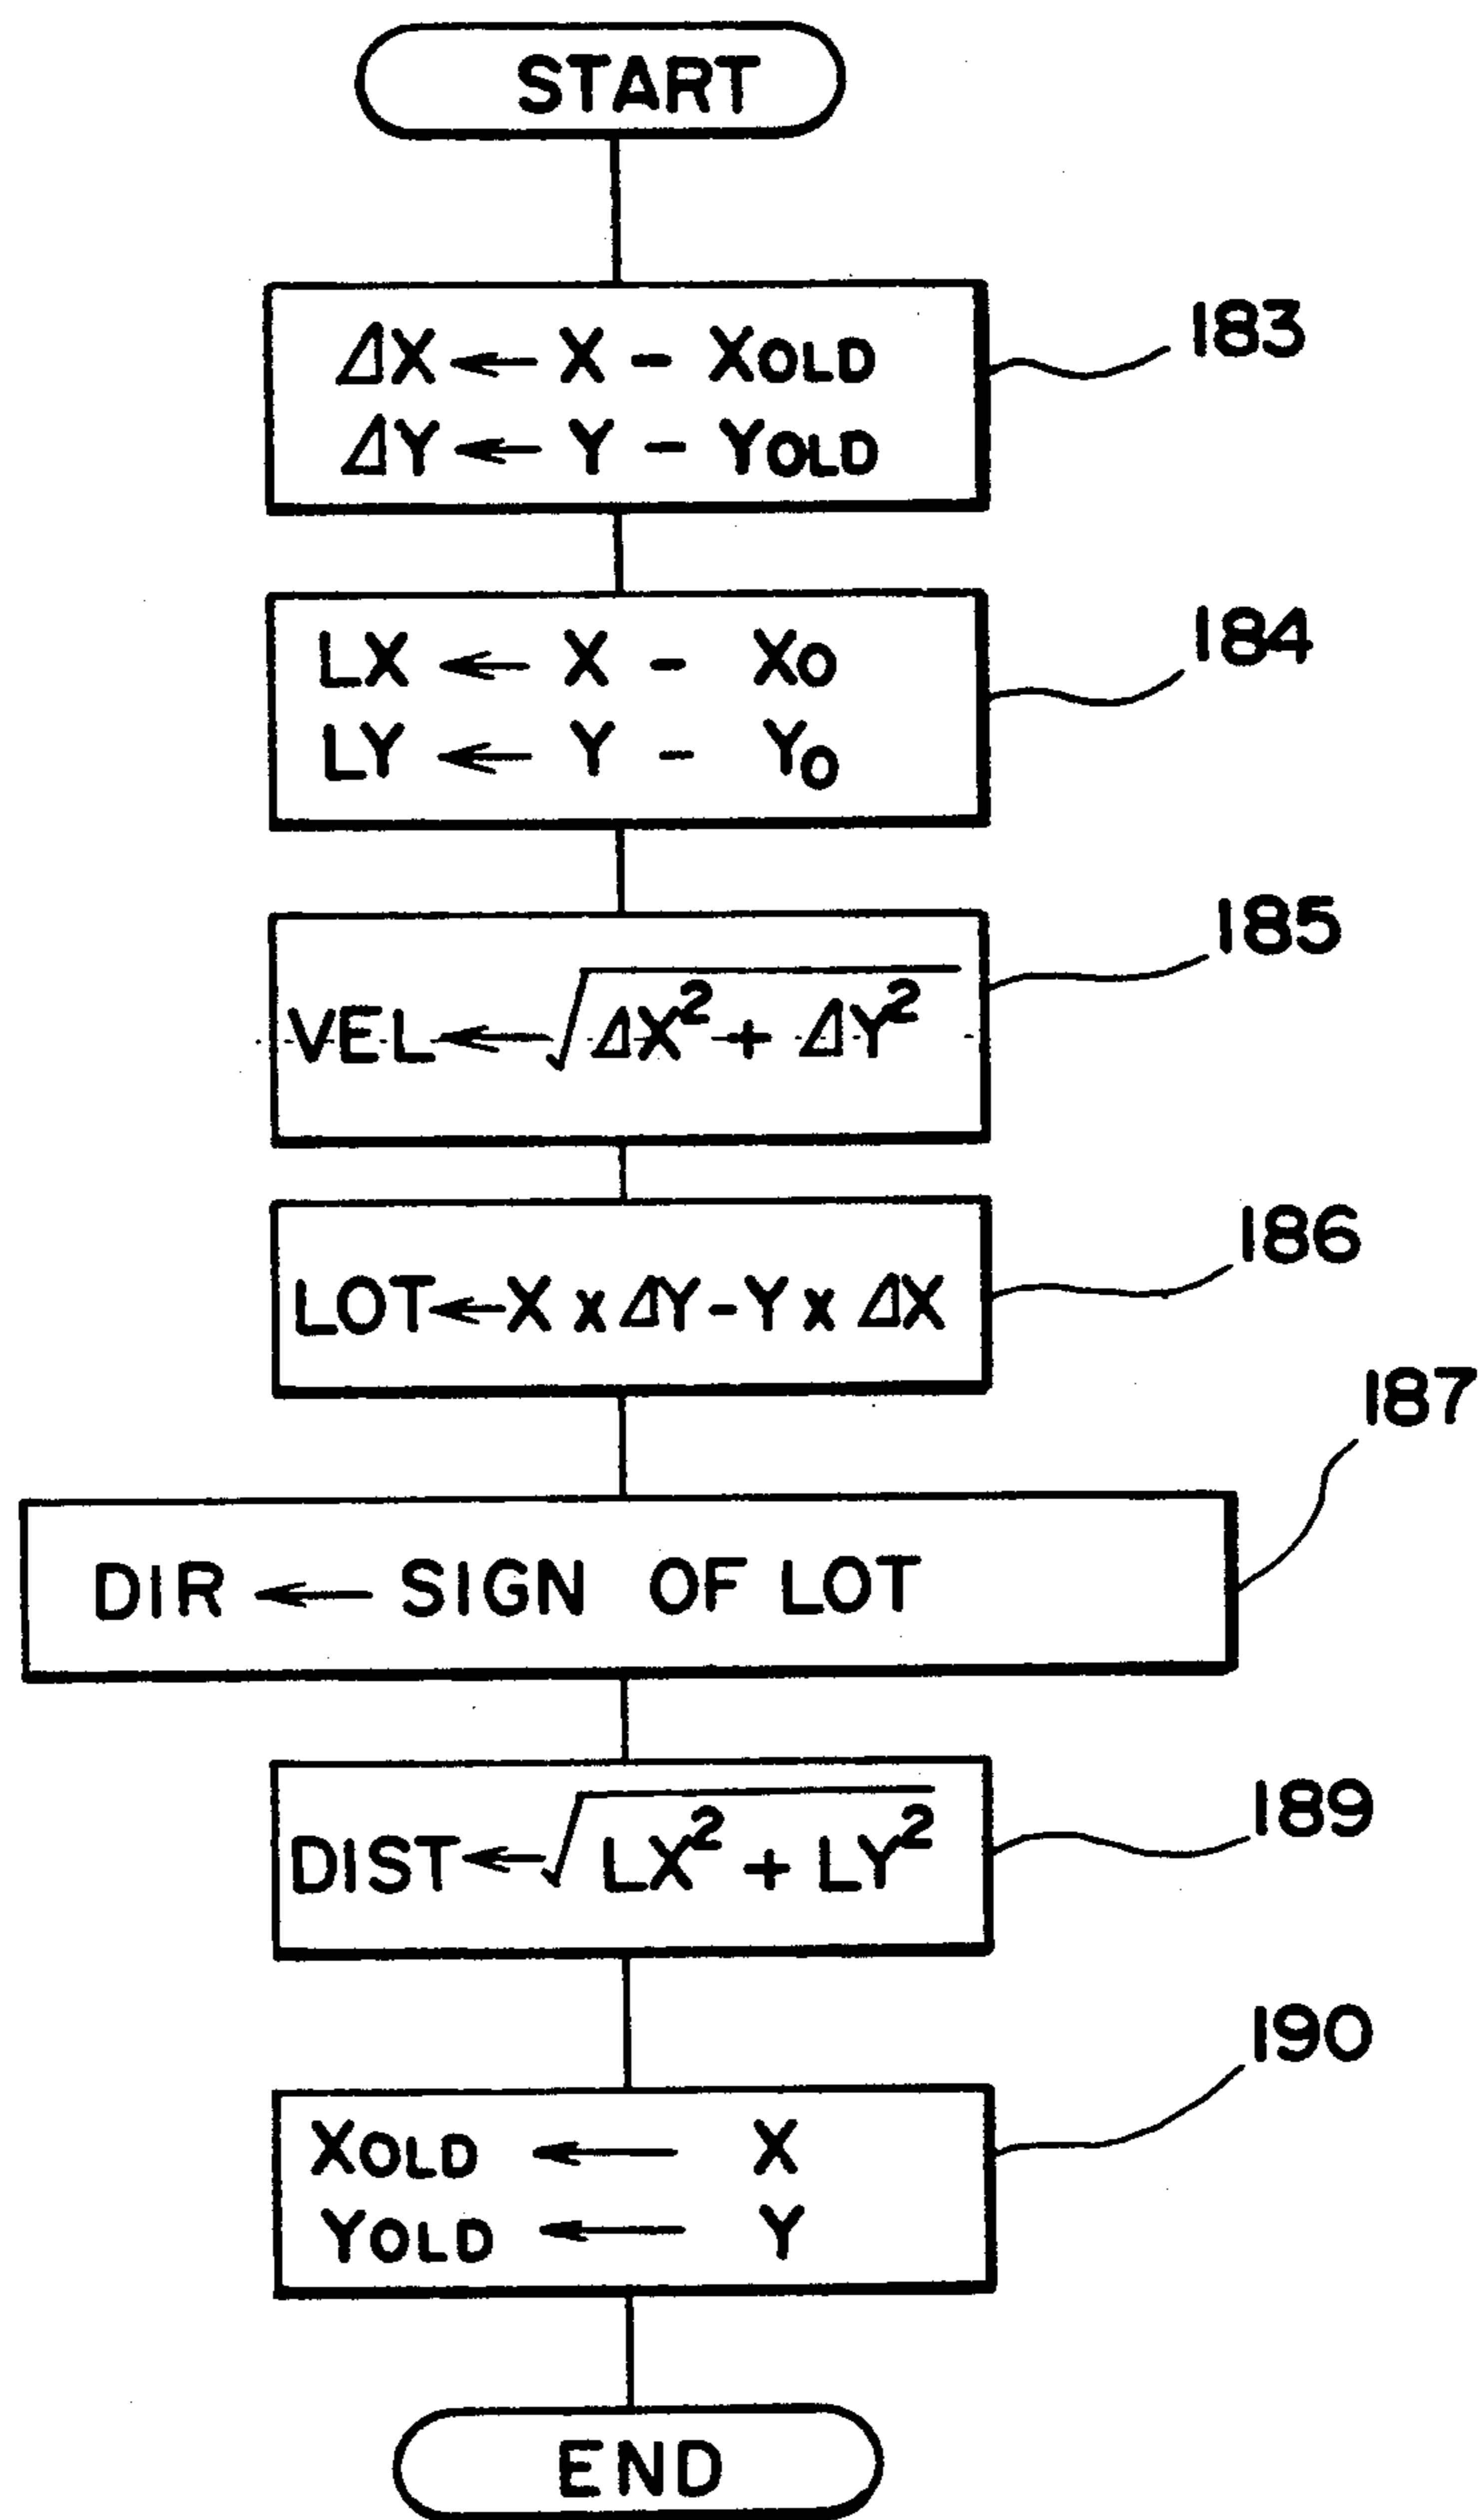 START
ΔX ← X - XOLD
183
ΔY ← Y - YOLD
LX ← X - X0
184
LY ← Y - Y0
185
VEL ← √ΔX² + ΔY²
186
LOT ← X x ΔY - Y x ΔX
187
DIR ← SIGN OF LOT
189
DIST ← √LX² + LY²
190
XOLD ← X
YOLD ← Y
END